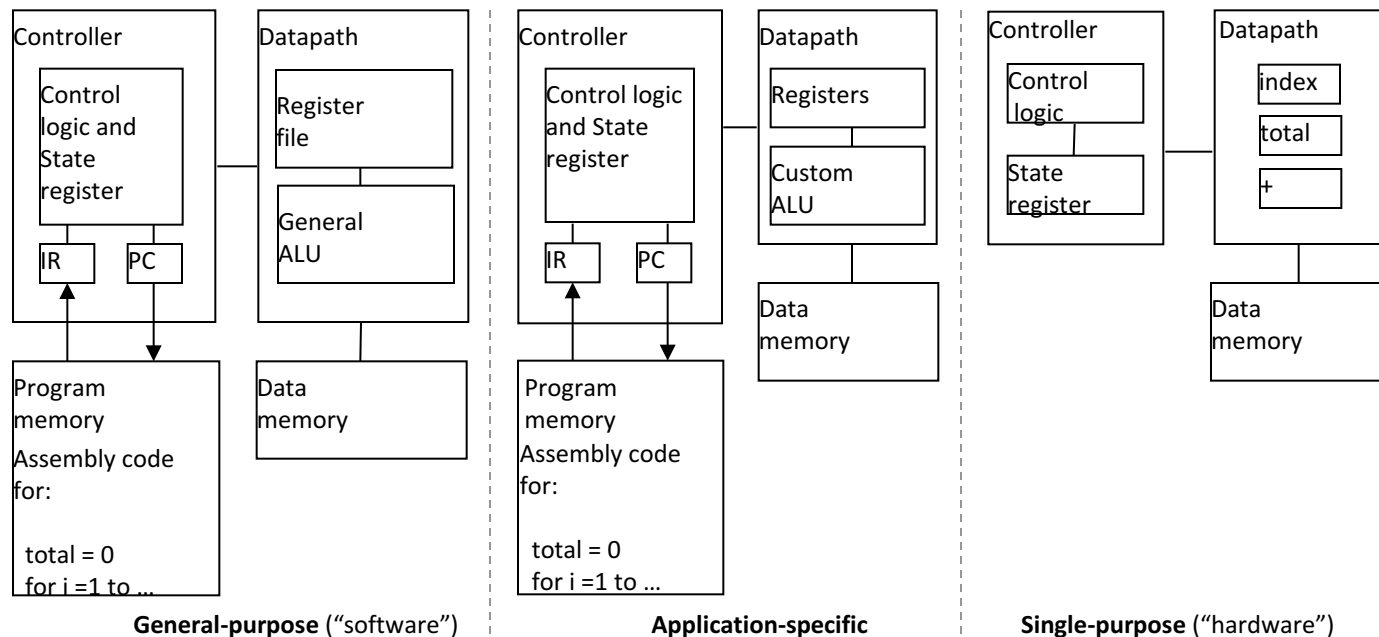 Controller
Control
logic and
State
register
IR
PC
Datapath
Register
file
General
ALU
Program
memory
Assembly code
for:
total = 0
for i =1 to …
Data
memory
General-purpose (“software”)
Controller
Control logic
and State
register
IR
PC
Datapath
Registers
Custom
ALU
Data
memory
Program
memory
Assembly code
for:
total = 0
for i =1 to …
Application-specific
Controller
Control
logic
State
register
Datapath
index
total
+
Data
memory
Single-purpose (“hardware”)